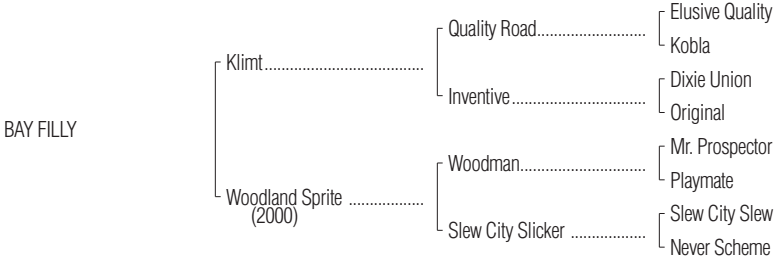 Elusive Quality
Quality Road
Kobla
Klimt
Dixie Union
Inventive
Original
BAY FILLY
Mr. Prospector
Woodman
Playmate
Woodland Sprite
(2000)
Slew City Slew
Slew City Slicker
Never Scheme